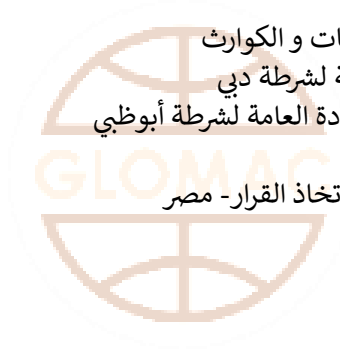 ات و الكوارث
ة لشرطة دبي
دة العامة لشرطة أبوظبي
GLOMAC
تخاذ القرار- مصر